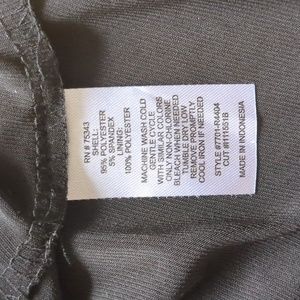 RN # 75343
SHELL:
95% POLYESTER
5% SPANDEX
LINING:
100% POLYESTER
MACHINE WASH COLD
GENTLE CYCLE
WITH SIMILAR COLORS
ONLY NON-CHLORINE
BLEACH WHEN NEEDED
TUMBLE DRY LOW
REMOVE PROMPTLY
COOL IRON IF NEEDED
STYLE #7701-R4404
CUT #111551B
MADE IN INDONESIA